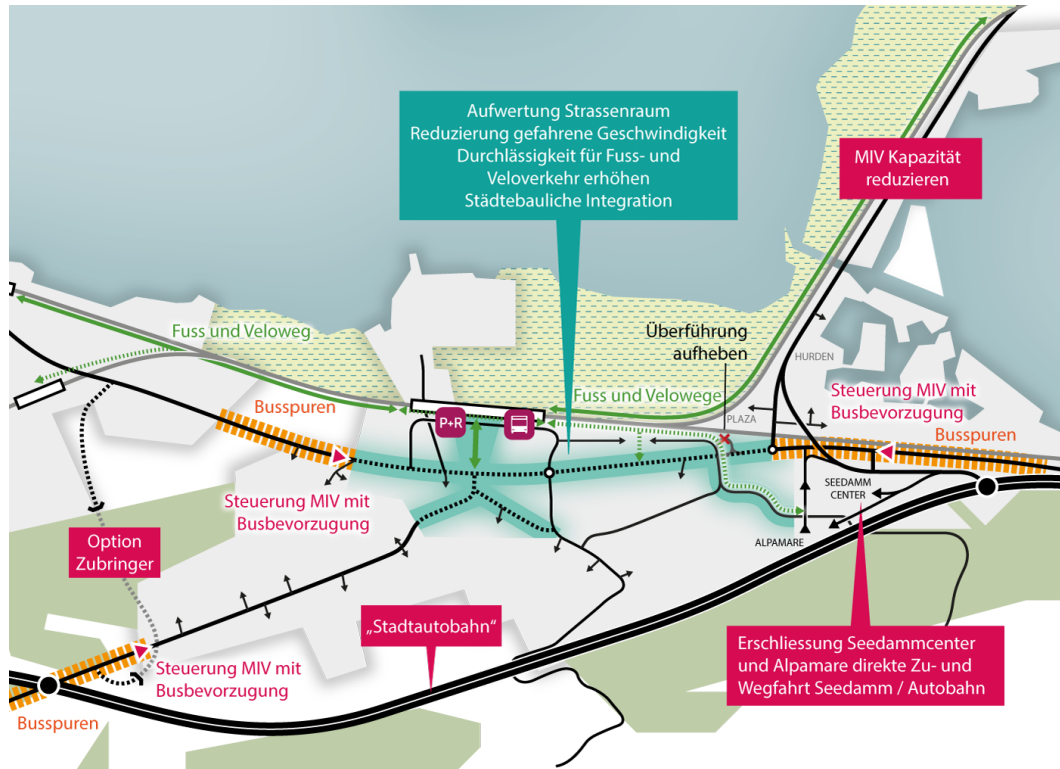 Aufwertung Strassenraum
Reduzierung gefahrene Geschwindigkeit
Durchlässigkeit für Fuss- und
Veloverkehr erhöhen
Städtebauliche Integration
MIV Kapazität
reduzieren
Fuss und Veloweg
Überführung
aufheben
HURDEN
Steuerung MIV mit
Busbevorzugung
Busspuren
Fuss und Velowege
PLAZA
Busspuren
P+R
Steuerung MIV mit
Busbevorzugung
SEEDAMM
CENTER
ALPAMARE
Option
Zubringer
„Stadtautobahn“
Erschliessung Seedammcenter
und Alpamare direkte Zu- und
Wegfahrt Seedamm / Autobahn
Steuerung MIV mit
Busbevorzugung
Busspuren